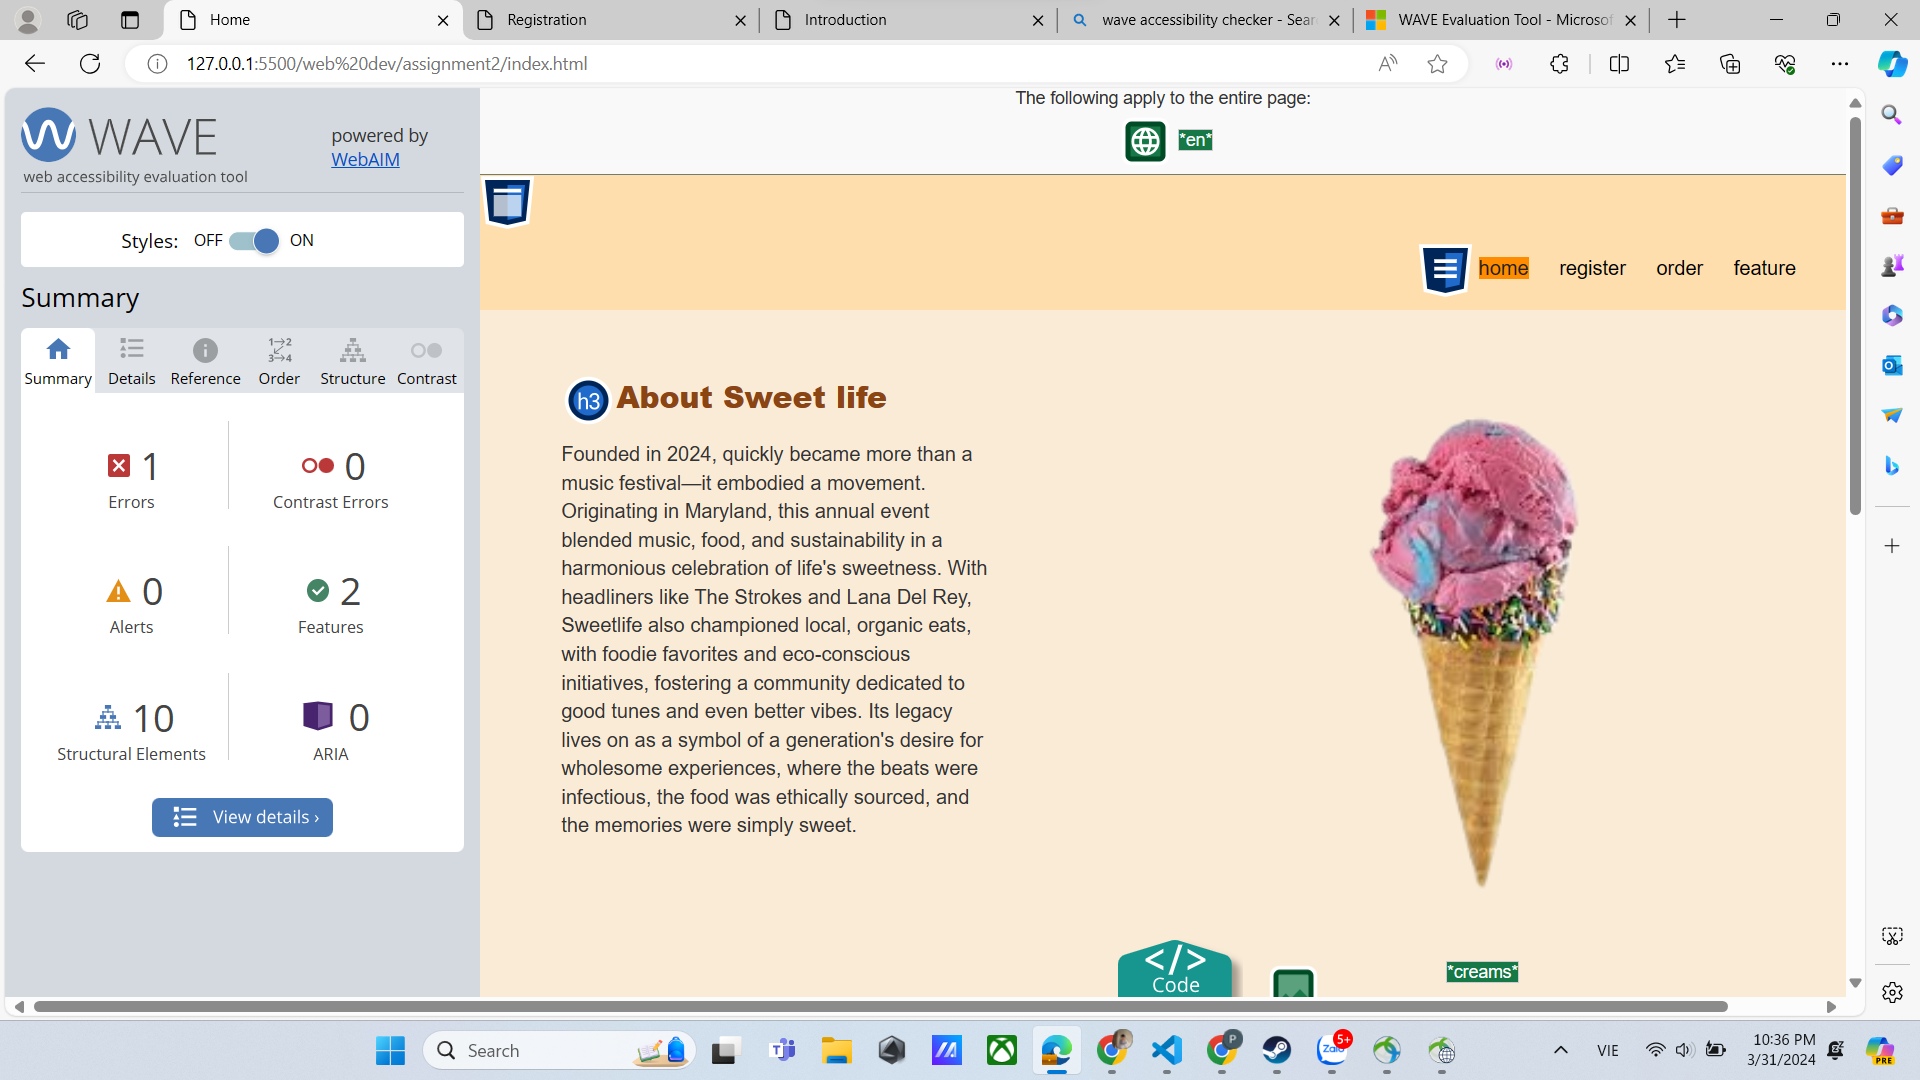 Home
Registration
Introduction
wave accessibility checker - Sear
WAVE Evaluation Tool - Microsof
127.0.0.1:5500/web%20dev/assignment2/index.html
WAVE
powered by
WebAIM
web accessibility evaluation tool
Styles: OFF ON
Summary
1→2
3→4
Summary Details Reference Order Structure Contrast
1
Errors
0
Contrast Errors
0
Alerts
2
Features
10
Structural Elements
0
ARIA
View details ›
The following apply to the entire page:
*en*
home register order feature
h3 About Sweet life
Founded in 2024, quickly became more than a
music festival—it embodied a movement.
Originating in Maryland, this annual event
blended music, food, and sustainability in a
harmonious celebration of life's sweetness. With
headliners like The Strokes and Lana Del Rey,
Sweetlife also championed local, organic eats,
with foodie favorites and eco-conscious
initiatives, fostering a community dedicated to
good tunes and even better vibes. Its legacy
lives on as a symbol of a generation's desire for
wholesome experiences, where the beats were
infectious, the food was ethically sourced, and
the memories were simply sweet.
</>
Code
*creams*
Search
5+
Zalo
P
VIE
10:36 PM
3/31/2024
PRE